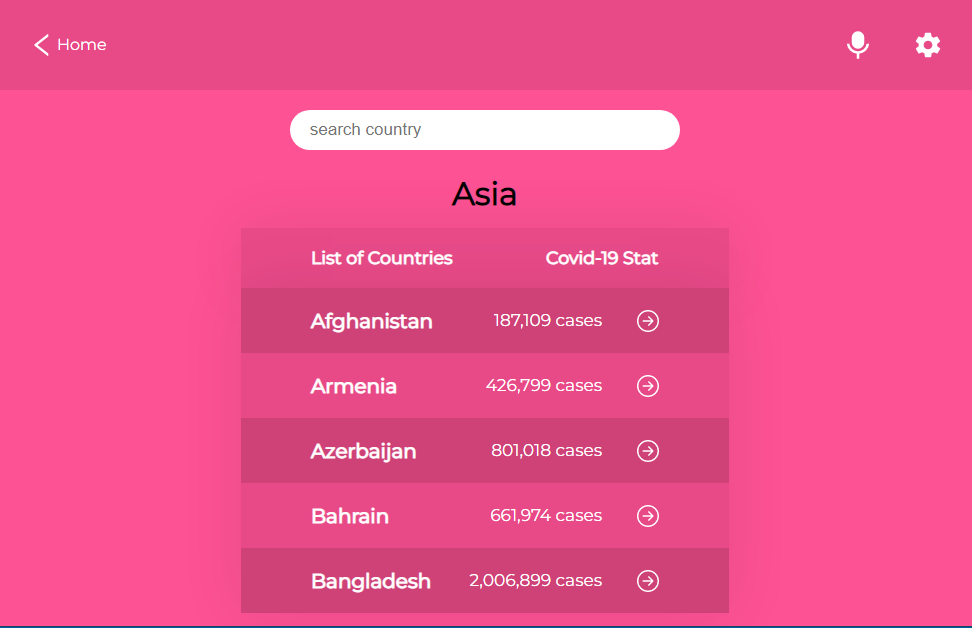 Home
search country
Asia
List of Countries Covid-19 Stat
Afghanistan 187,109 cases
Armenia 426,799 cases
Azerbaijan 801,018 cases
Bahrain 661,974 cases
Bangladesh 2,006,899 cases